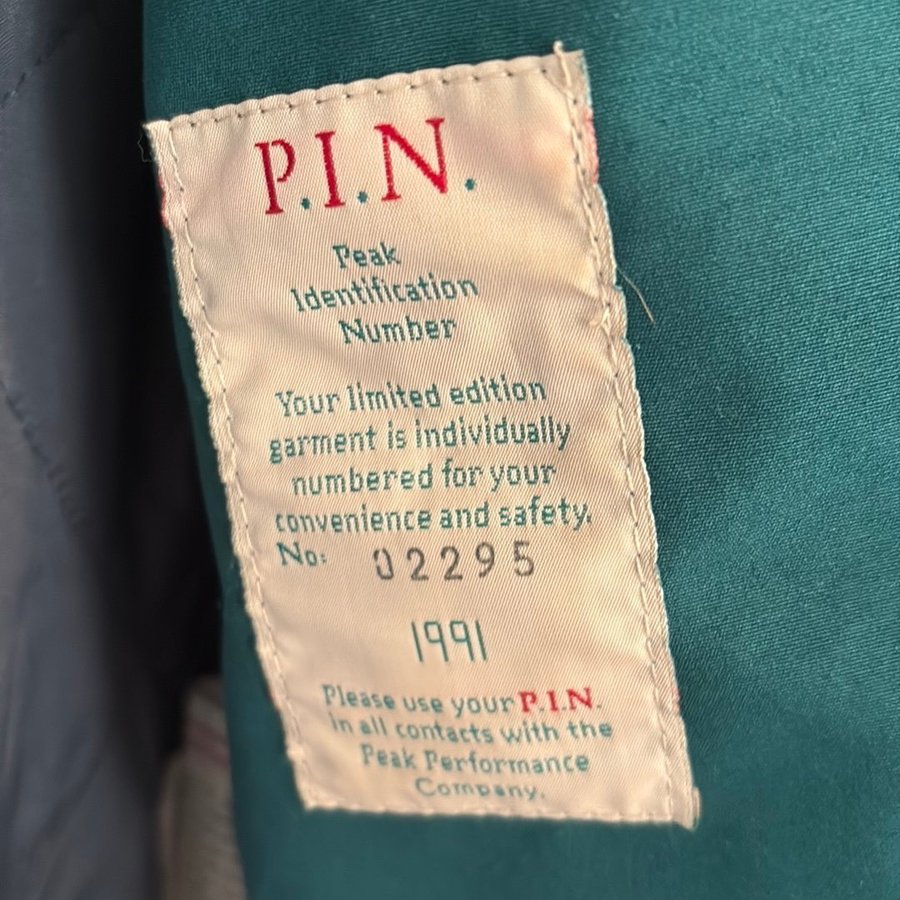 P.I.N.
Peak
Identification
Number
Your limited edition
garment is individually
numbered for your
convenience and safety.
No: 02295
1991
Please use your P.I.N.
in all contacts with the
Peak Performance
Company.